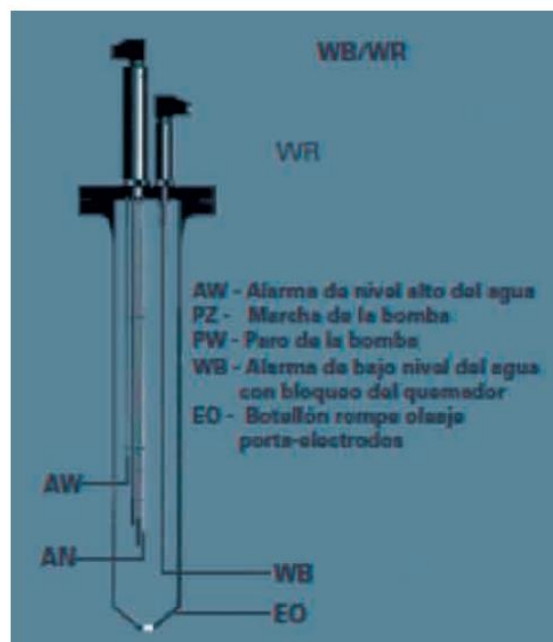 WB/WR
WR
AW - Alarma de nivel alto del agua
PZ - Marcha de la bomba
PW - Paro de la bomba
WB - Alarma de bajo nivel del agua
con bloqueo del quemador
EO - Botellón rompe oleaje
porta-electrodos
AW
AN
WB
EO